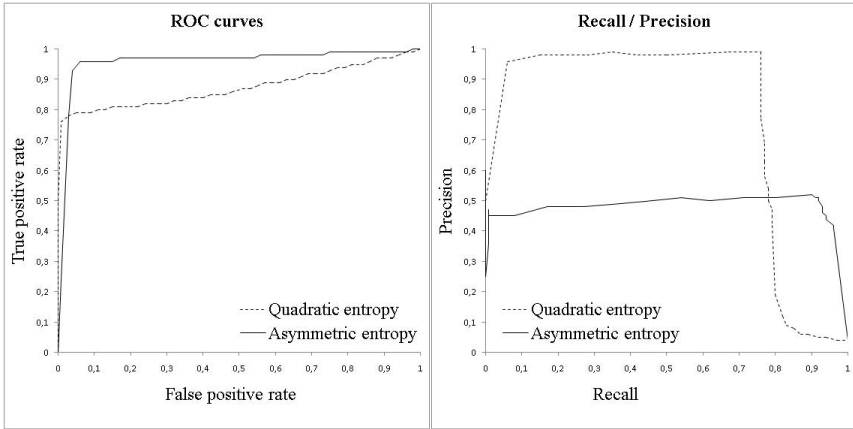 ROC curves
True positive rate
1
0,9
0,8
0,7
0,6
0,5
0,4
0,3
0,2
0,1
0
Quadratic entropy
Asymmetric entropy
0 0,1 0,2 0,3 0,4 0,5 0,6 0,7 0,8 0,9 1
False positive rate
Recall / Precision
Precision
1
0,9
0,8
0,7
0,6
0,5
0,4
0,3
0,2
0,1
0
Quadratic entropy
Asymmetric entropy
0 0,1 0,2 0,3 0,4 0,5 0,6 0,7 0,8 0,9 1
Recall